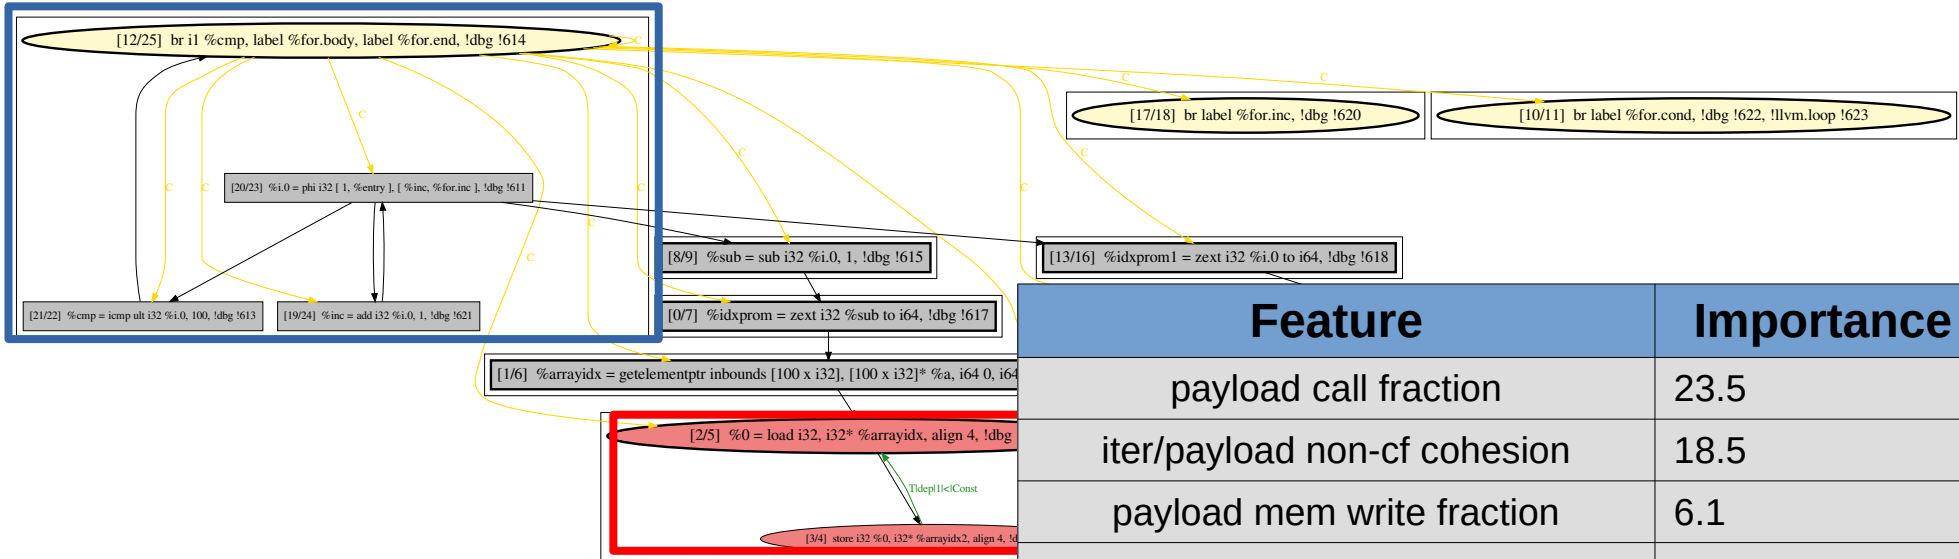 [12/25] br i1 %cmp, label %for.body, label %for.end, !dbg !614
C
C
C
[17/18] br label %for.inc, !dbg !620
[10/11] br label %for.cond, !dbg !622, !llvm.loop !623
C
C
C
[20/23] %i.0 = phi i32 [ 1, %entry ], [ %inc, %for.inc ], !dbg !611
C
C
C
C
C
C
[8/9] %sub = sub i32 %i.0, 1, !dbg !615
[13/16] %idxprom1 = zext i32 %i.0 to i64, !dbg !618
C
[21/22] %cmp = icmp ult i32 %i.0, 100, !dbg !613
[19/24] %inc = add i32 %i.0, 1, !dbg !621
[0/7] %idxprom = zext i32 %sub to i64, !dbg !617
[1/6] %arrayidx = getelementptr inbounds [100 x i32], [100 x i32]* %a, i64 0, i64
[2/5] %0 = load i32, i32* %arrayidx, align 4, !dbg
T|dep|1|<|Const
[3/4] store i32 %0, i32* %arrayidx2, align 4, !d
Feature Importance
payload call fraction 23.5
iter/payload non-cf cohesion 18.5
payload mem write fraction 6.1